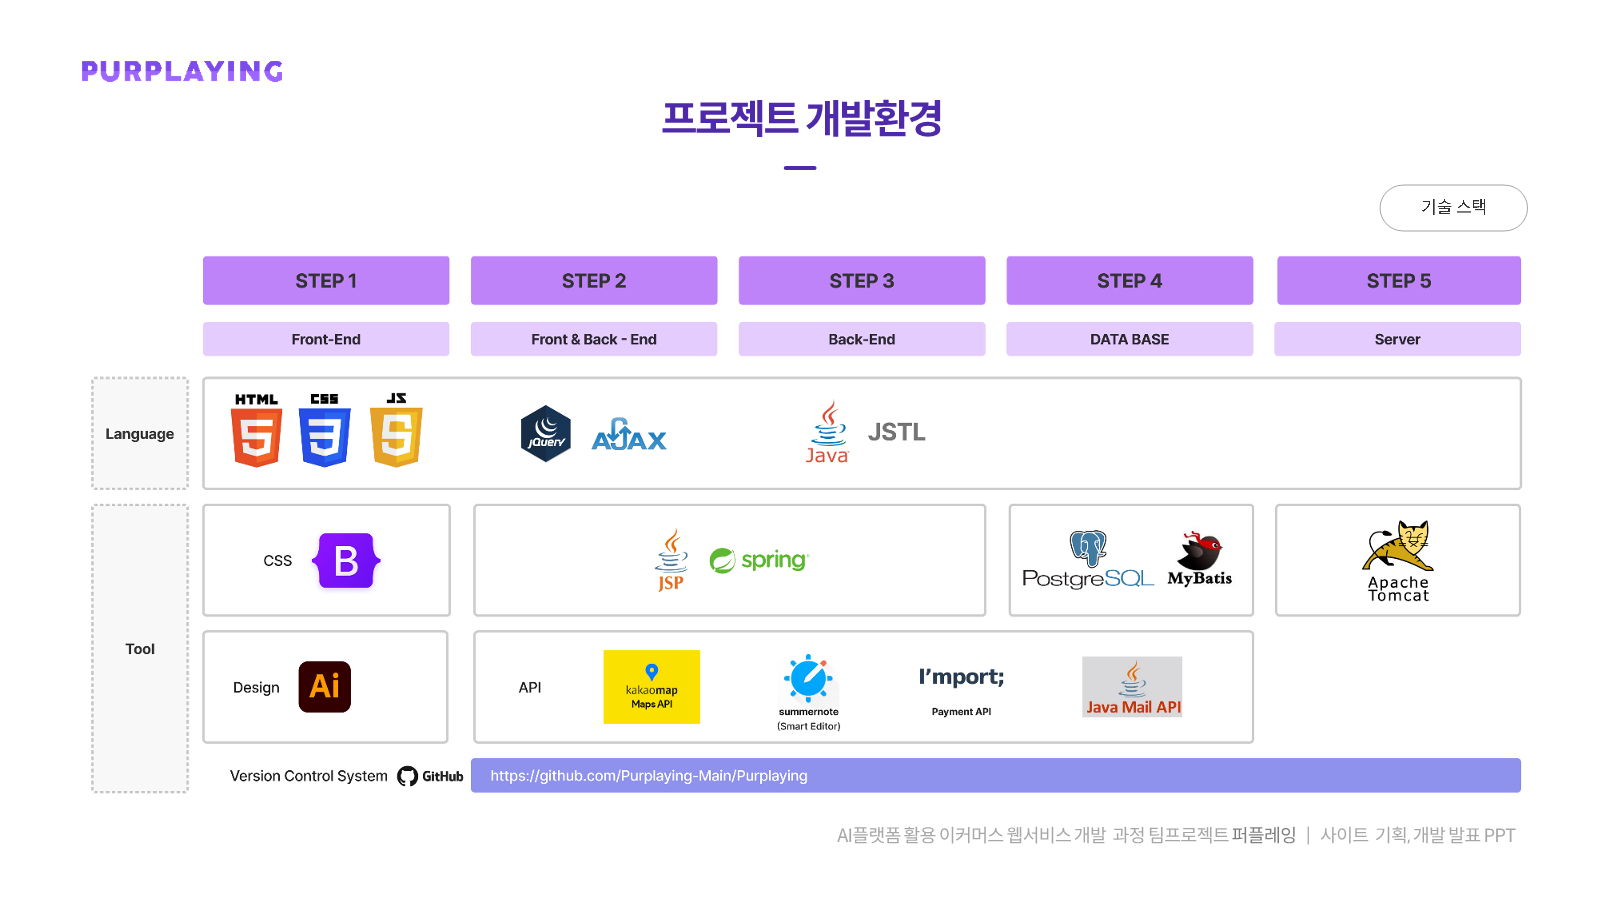 PURPLAYING
프로젝트 개발환경
기술 스택
STEP 1
STEP 2
STEP 3
STEP 4
STEP 5
Front-End
Front & Back - End
Back-End
DATA BASE
Server
Language
HTML
5
CSS
3
JS
jQuery
AJAX
Java
JSTL
Tool
CSS
B
JSP
spring
PostgreSQL
MyBatis
Apache
Tomcat
Design
Ai
API
kakaomap
Maps API
summernote
(Smart Editor)
I'mport;
Payment API
Java Mail API
Version Control System
GitHub
https://github.com/Purplaying-Main/Purplaying
AI플랫폼 활용 이커머스 웹서비스 개발 과정 팀프로젝트 퍼플레잉 | 사이트 기획, 개발 발표 PPT